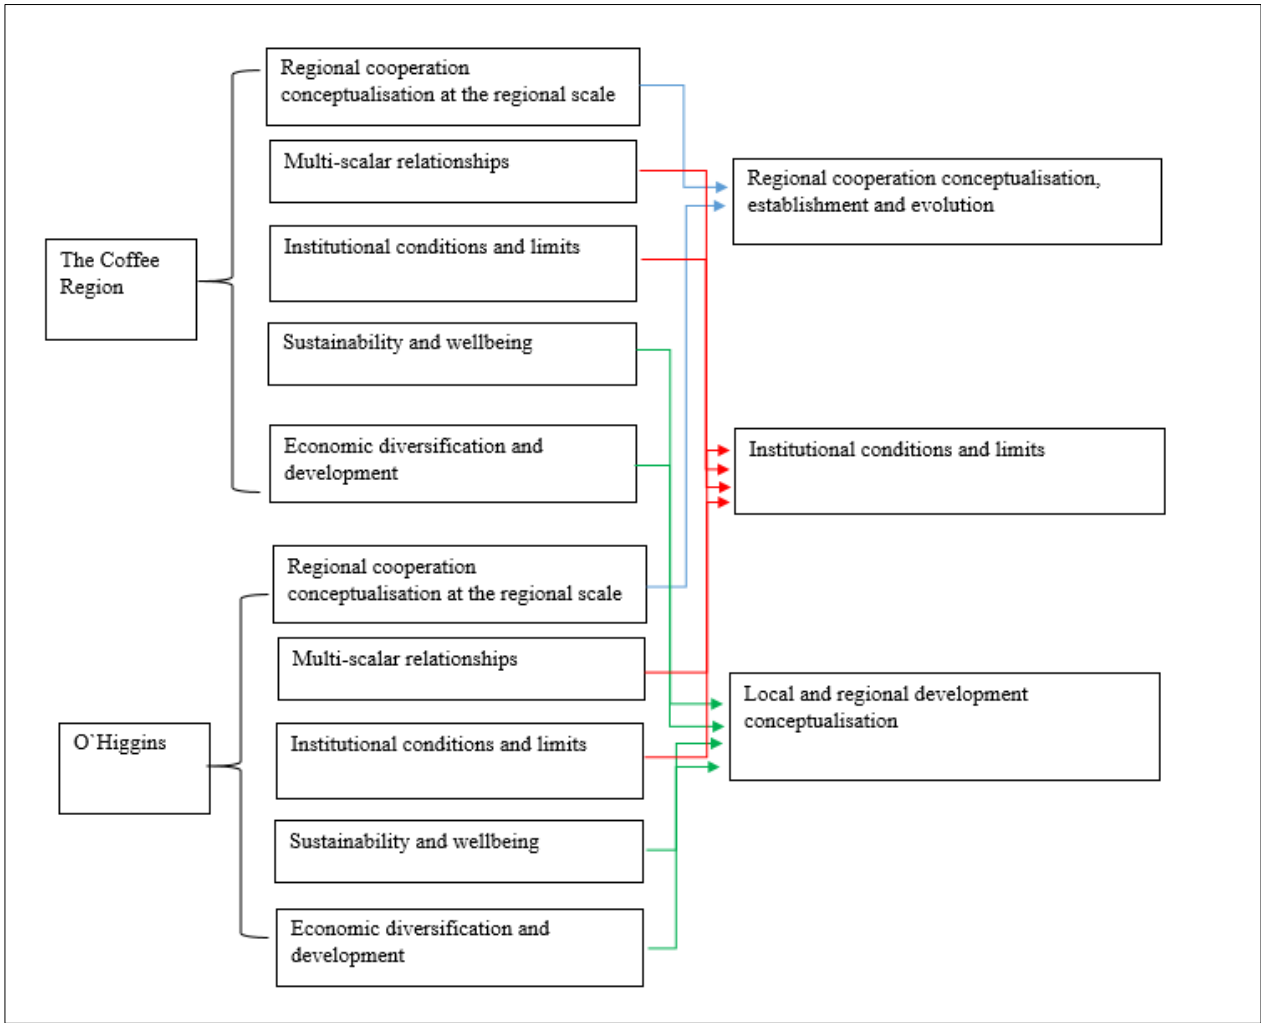 The Coffee
Region
Regional cooperation
conceptualisation at the regional scale
Multi-scalar relationships
Institutional conditions and limits
Sustainability and wellbeing
Economic diversification and
development
O`Higgins
Regional cooperation
conceptualisation at the regional scale
Multi-scalar relationships
Institutional conditions and limits
Sustainability and wellbeing
Economic diversification and
development
Regional cooperation conceptualisation,
establishment and evolution
Institutional conditions and limits
Local and regional development
conceptualisation